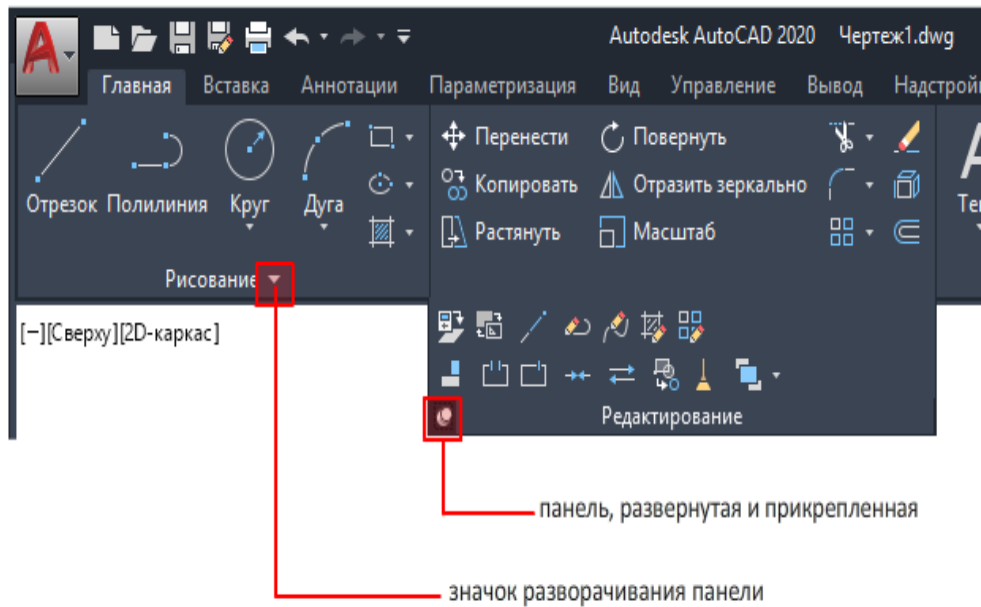 Autodesk AutoCAD 2020 Чертеж1.dwg
Главная Вставка Аннотации Параметризация Вид Управление Вывод Надстрой
Перенести Повернуть
Копировать Отразить зеркально
Отрезок Полилиния Круг Дуга
Растянуть Масштаб
Рисование
[−][Сверху][2D-каркас]
Редактирование
панель, развернутая и прикрепленная
значок разворачивания панели